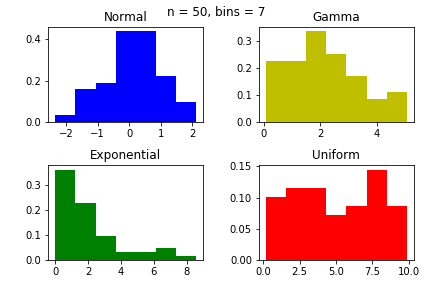 n = 50, bins = 7
Normal
0.4
0.2
0.0
−2 −1 0 1 2
Gamma
0.3
0.2
0.1
0.0
0 2 4
Exponential
0.3
0.2
0.1
0.0
0 2 4 6 8
Uniform
0.15
0.10
0.05
0.00
0.0 2.5 5.0 7.5 10.0